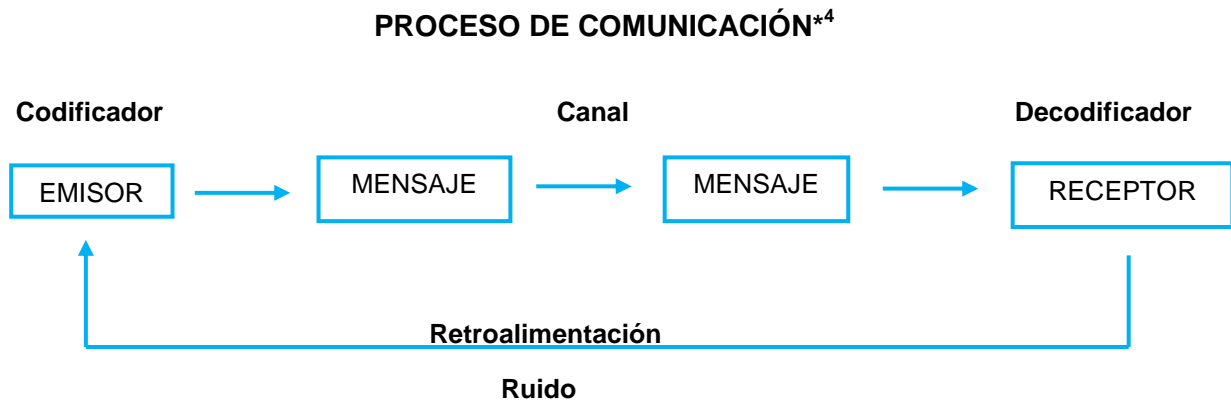 PROCESO DE COMUNICACIÓN*4
Codificador Canal Decodificador
EMISOR MENSAJE MENSAJE RECEPTOR
Retroalimentación
Ruido